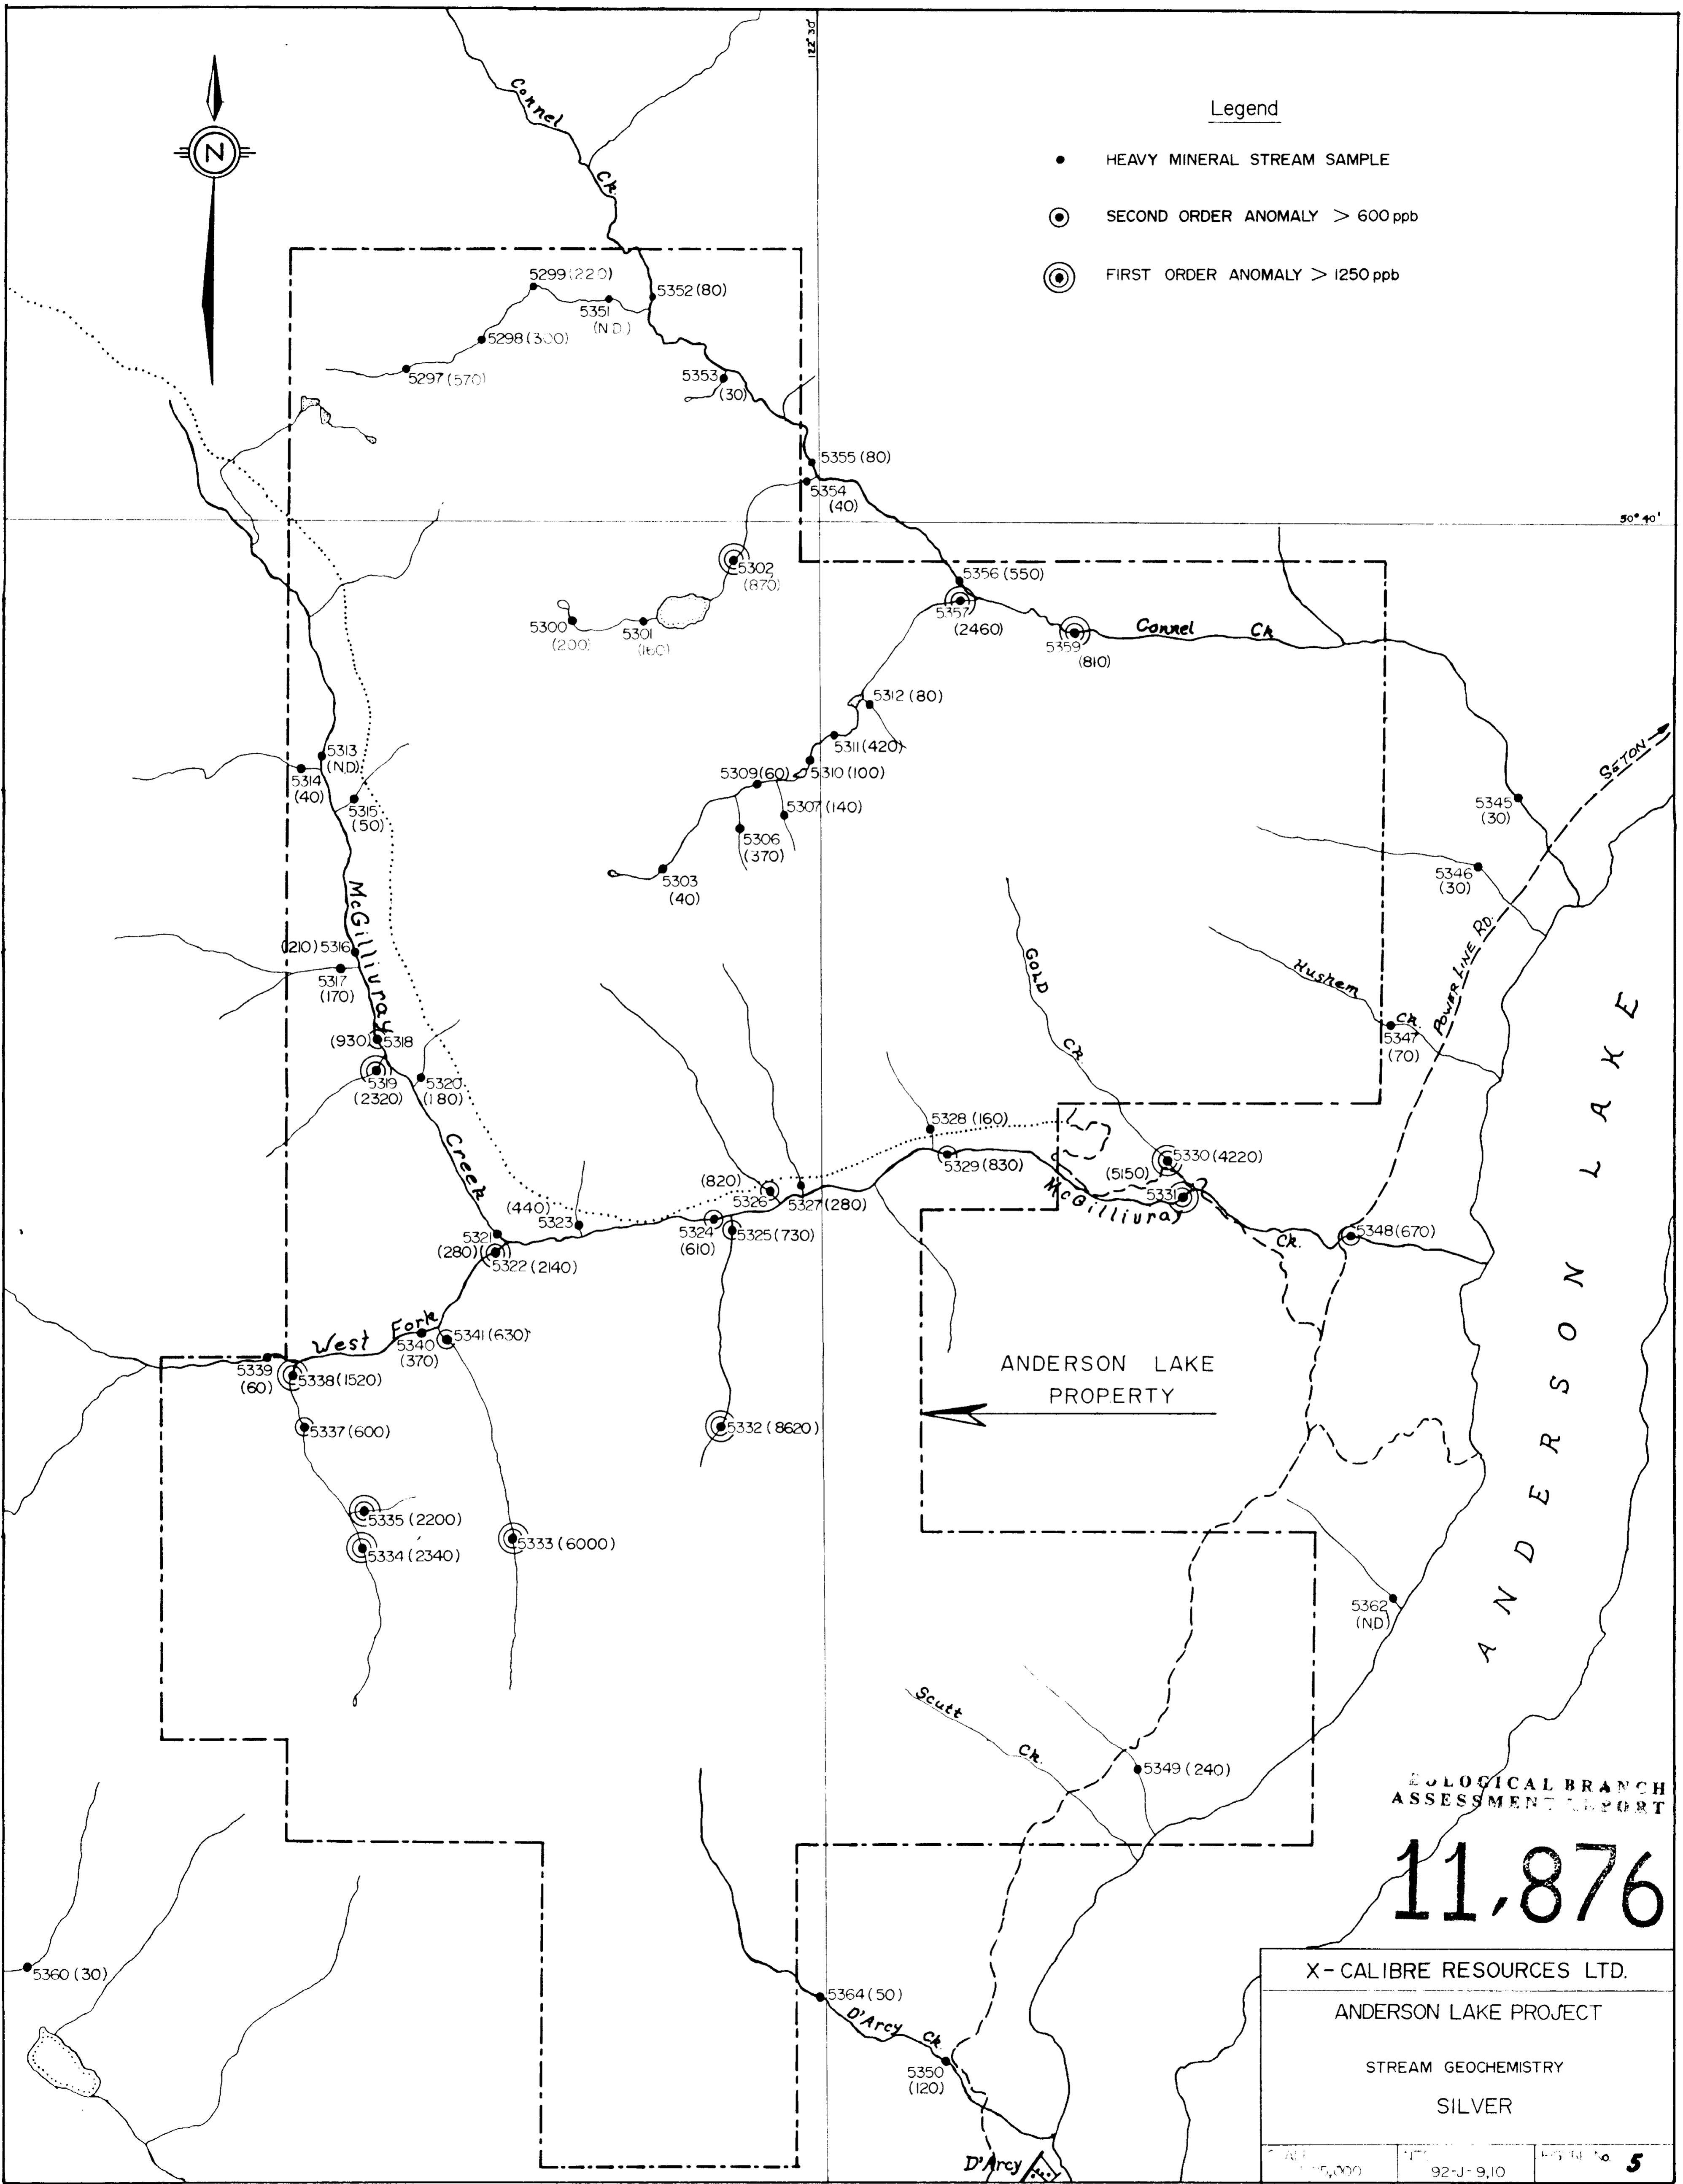 122° 30'
Connel
Ck.
N
Legend
HEAVY MINERAL STREAM SAMPLE
SECOND ORDER ANOMALY > 600 ppb
FIRST ORDER ANOMALY > 1250 ppb
5299 (220)
5352 (80)
5351
(N.D.)
5298 (300)
5297 (570)
5353
(30)
5355 (80)
5354
(40)
50° 40'
5302
(870)
5356 (550)
5357
(2460)
5300
(200)
5301
(160)
5359
(810)
Connel Ck
5312 (80)
5311 (420)
5310 (100)
5309 (60)
5307 (140)
5306
(370)
5303
(40)
5313
(N.D.)
5314
(40)
5315
(50)
SETON
5345
(30)
5346
(30)
McGillivray
(210) 5316
5317
(170)
GOLD
CK.
Hushem
Ck.
5347
(70)
POWER LINE RD.
(930) 5318
5319
(2320)
5320
(180)
Creek
5328 (160)
5329 (830)
5330 (4220)
(5150)
5331
McGillivray
Ck.
5348 (670)
(820)
5326
5327 (280)
(440)
5323
5324
(610)
5325 (730)
5321
(280)
5322 (2140)
West Fork
5340
(370)
5341 (630)
5339
(60)
5338 (1520)
5337 (600)
5332 (8620)
ANDERSON LAKE
PROPERTY
5335 (2200)
5334 (2340)
5333 (6000)
ANDERSON LAKE
5362
(N.D)
Scutt
Ck.
5349 (240)
5360 (30)
5364 (50)
D'Arcy Ck.
5350
(120)
D'Arcy
OLOGICAL BRANCH
ASSESSMENT REPORT
11,876
X-CALIBRE RESOURCES LTD.
ANDERSON LAKE PROJECT
STREAM GEOCHEMISTRY
SILVER
92-J-9,10
No. 5